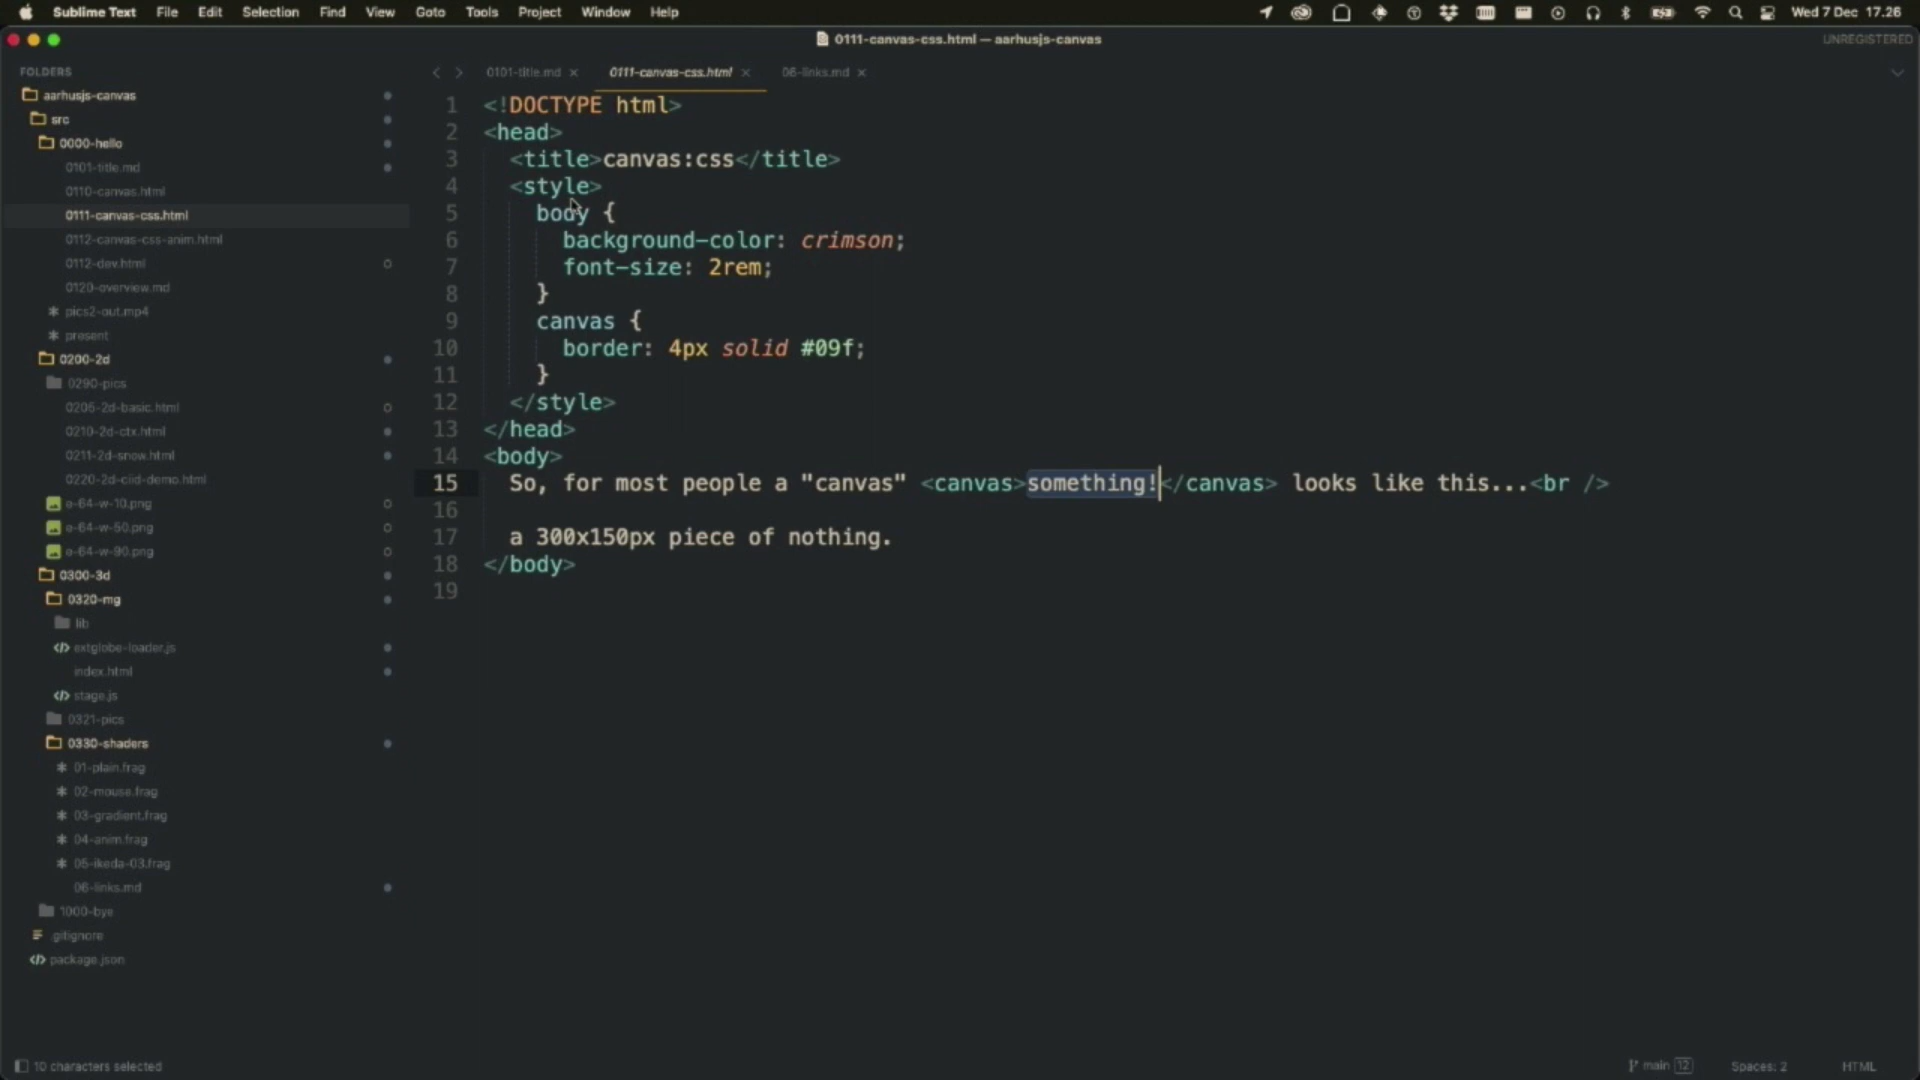 Sublime Text File Edit Selection Find View Goto Tools Project Window Help
Wed 7 Dec 17.26
0111-canvas-css.html — aarhusjs-canvas
UNREGISTERED
FOLDERS
aarhusjs-canvas
src
0000-hello
0101-title.md
0110-canvas.html
0111-canvas-css.html
0112-canvas-css-anim.html
0112-dev.html
0120-overview.md
pics2-out.mp4
present
0200-2d
0290-pics
0205-2d-basic.html
0210-2d-ctx.html
0211-2d-snow.html
0220-2d-ciid-demo.html
e-64-w-10.png
e-64-w-50.png
e-64-w-90.png
0300-3d
0320-mg
lib
extglobe-loader.js
index.html
stage.js
0321-pics
0330-shaders
01-plain.frag
02-mouse.frag
03-gradient.frag
04-anim.frag
05-ikeda-03.frag
06-links.md
1000-bye
.gitignore
package.json
0101-title.md × 0111-canvas-css.html × 06-links.md ×
1 <!DOCTYPE html>
2 <head>
3 <title>canvas:css</title>
4 <style>
5 body {
6 background-color: crimson;
7 font-size: 2rem;
8 }
9 canvas {
10 border: 4px solid #09f;
11 }
12 </style>
13 </head>
14 <body>
15 So, for most people a "canvas" <canvas>something!</canvas> looks like this...<br />
16
17 a 300x150px piece of nothing.
18 </body>
19
10 characters selected
main 12 Spaces: 2 HTML